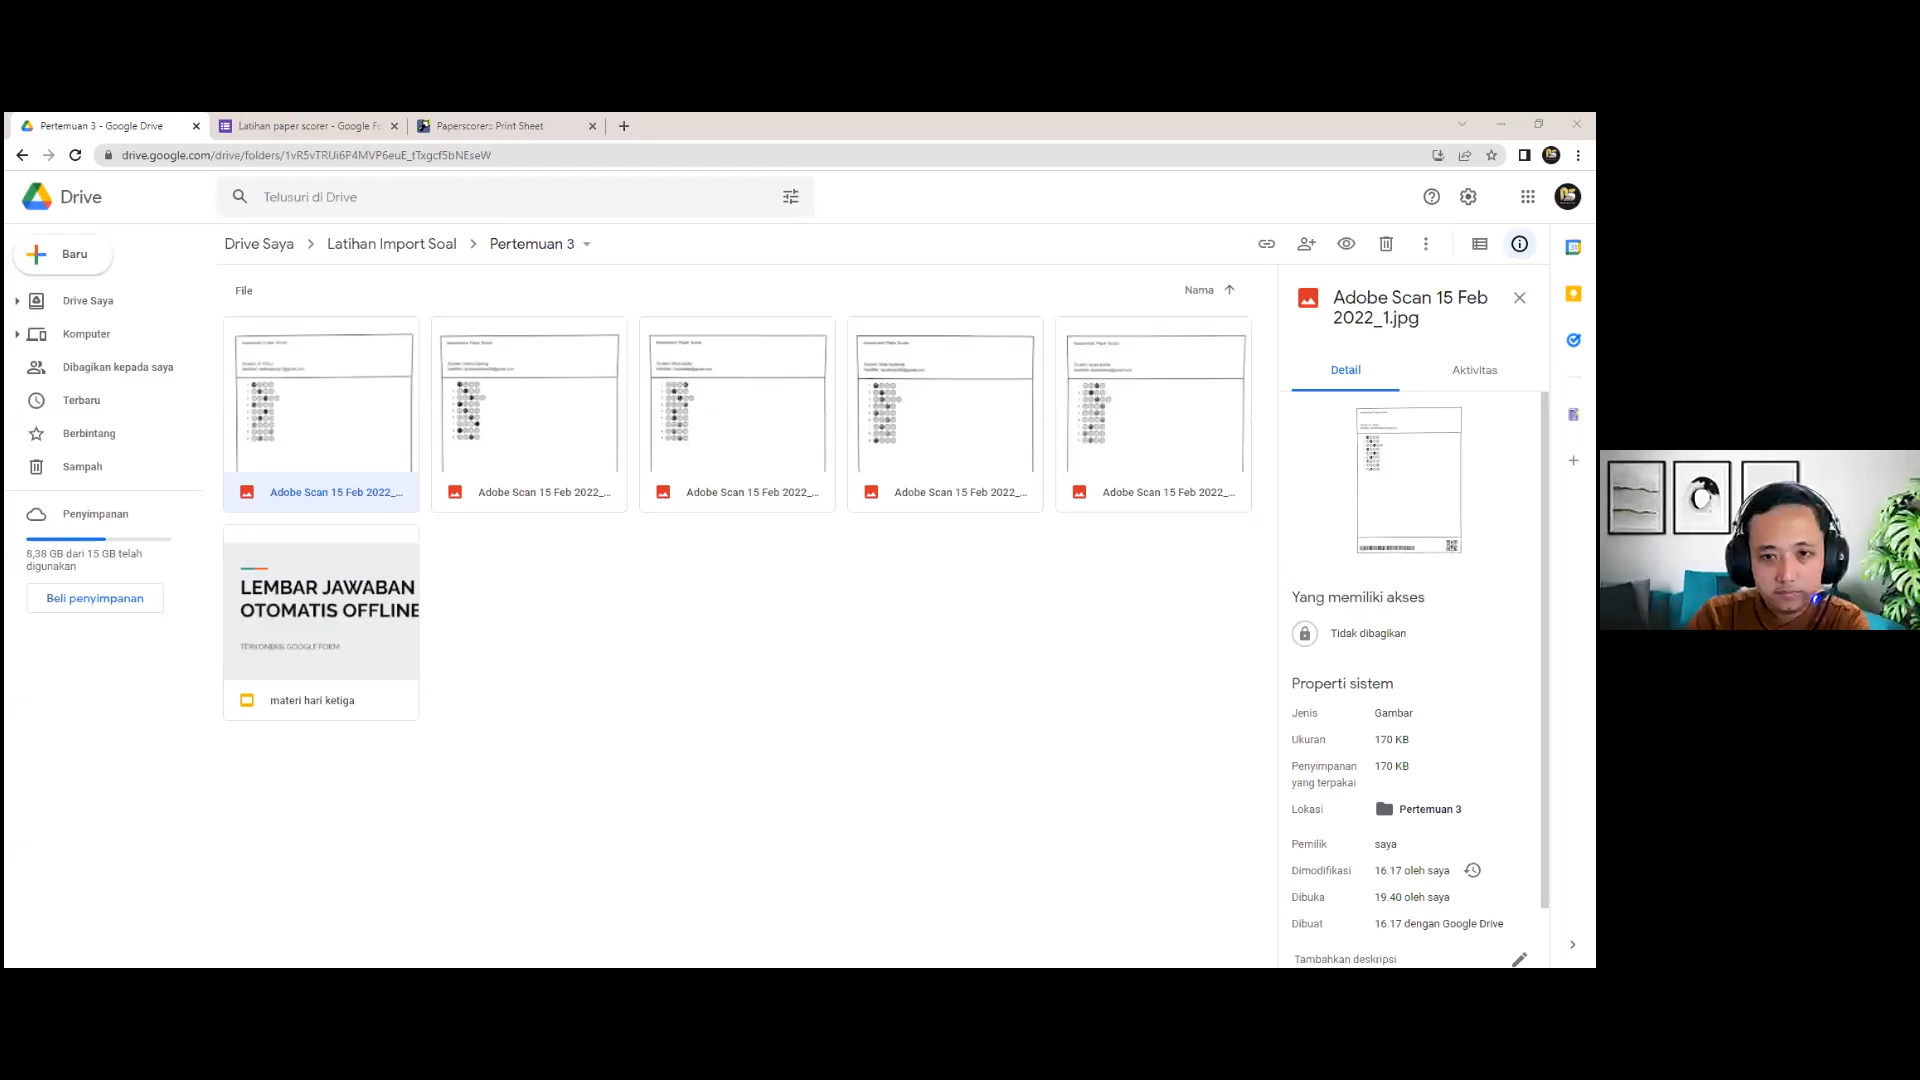 Pertemuan 3 - Google Drive
Latihan paper scorer - Google Fo
Paperscorer:: Print Sheet
drive.google.com/drive/folders/1vR5vTRUi6P4MVP6euE_tTxgcf5bNEseW
Drive
Telusuri di Drive
Baru
Drive Saya
Latihan Import Soal
Pertemuan 3
Drive Saya
Komputer
Dibagikan kepada saya
Terbaru
Berbintang
Sampah
Penyimpanan
8,38 GB dari 15 GB telah
digunakan
Beli penyimpanan
File
Nama
Adobe Scan 15 Feb 2022_...
Adobe Scan 15 Feb 2022_...
Adobe Scan 15 Feb 2022_...
Adobe Scan 15 Feb 2022_...
Adobe Scan 15 Feb 2022_...
LEMBAR JAWABAN
OTOMATIS OFFLINE
TERKONEKSI GOOGLE FORM
materi hari ketiga
Adobe Scan 15 Feb
2022_1.jpg
Detail
Aktivitas
Yang memiliki akses
Tidak dibagikan
Properti sistem
Jenis
Gambar
Ukuran
170 KB
Penyimpanan
yang terpakai
170 KB
Lokasi
Pertemuan 3
Pemilik
saya
Dimodifikasi
16.17 oleh saya
Dibuka
19.40 oleh saya
Dibuat
16.17 dengan Google Drive
Tambahkan deskripsi